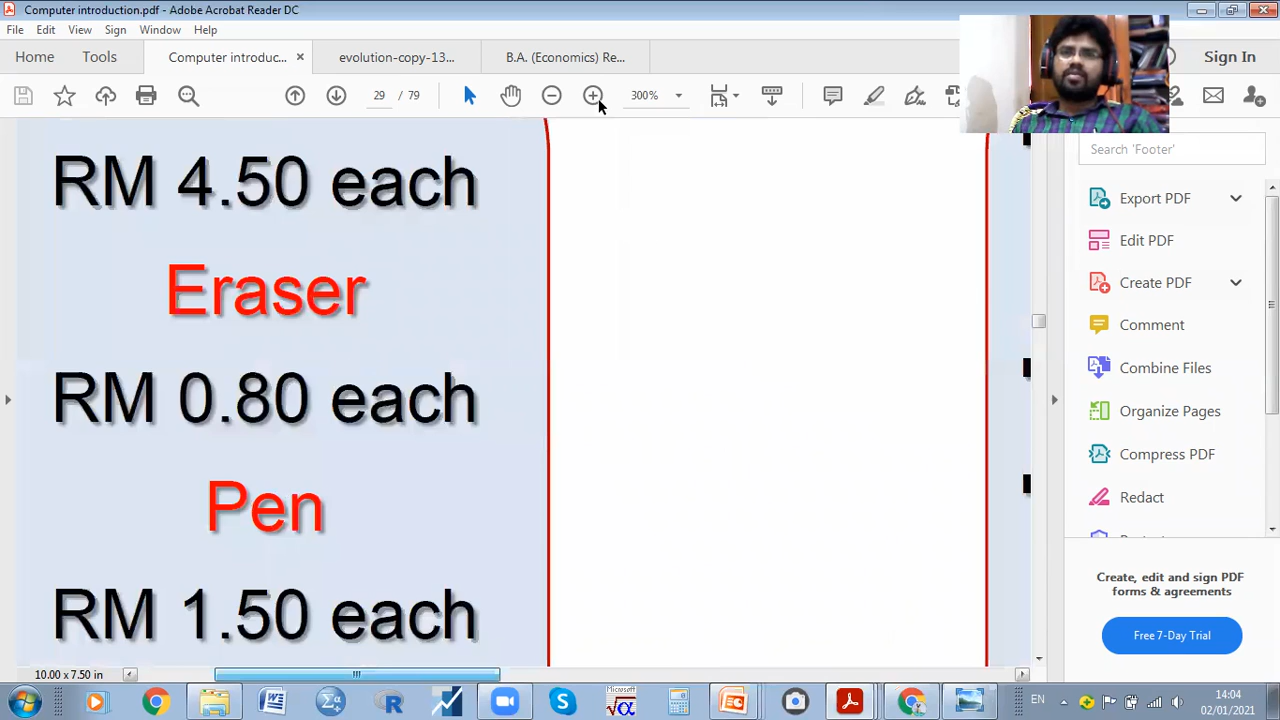 Computer introduction.pdf - Adobe Acrobat Reader DC
File Edit View Sign Window Help
Home Tools Computer introduc... × evolution-copy-13... B.A. (Economics) Re... Sign In
29 / 79 300%
Search 'Footer'
RM 4.50 each
Eraser
RM 0.80 each
Pen
RM 1.50 each
Export PDF
Edit PDF
Create PDF
Comment
Combine Files
Organize Pages
Compress PDF
Redact
Create, edit and sign PDF
forms & agreements
Free 7-Day Trial
10.00 x 7.50 in
EN
14:04
02/01/2021